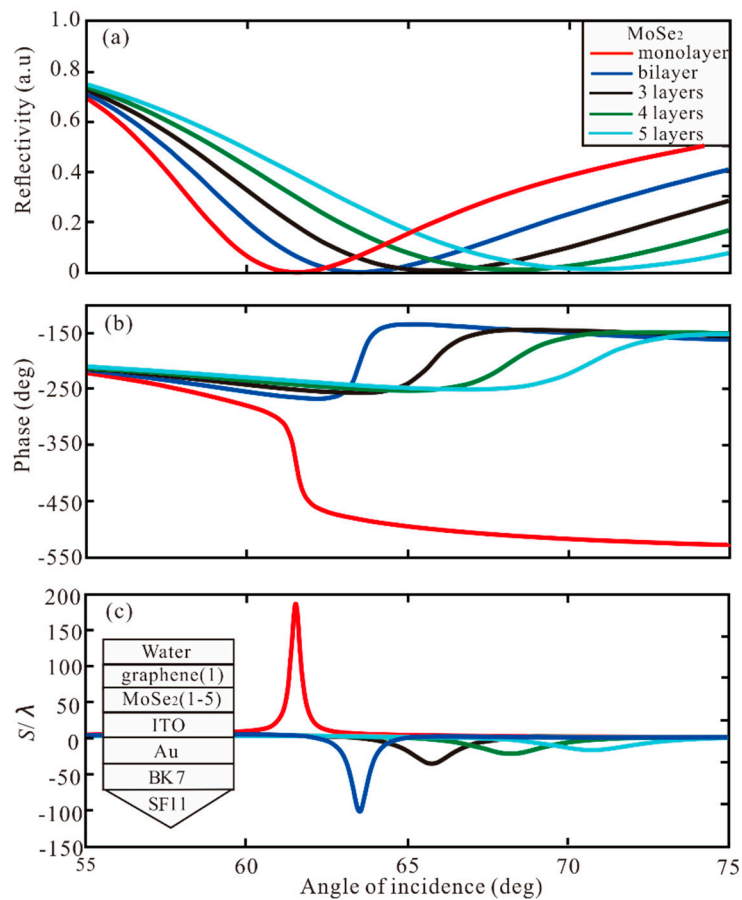 (a)
MoSe2
monolayer
bilayer
3 layers
4 layers
5 layers
Reflectivity (a.u)
1.0
0.8
0.6
0.4
0.2
0
(b)
Phase (deg)
-150
-250
-350
-450
-550
(c)
S/λ
200
150
100
50
0
-50
-100
-150
Water
graphene(1)
MoSe2(1-5)
ITO
Au
BK7
SF11
55 60 65 70 75
Angle of incidence (deg)